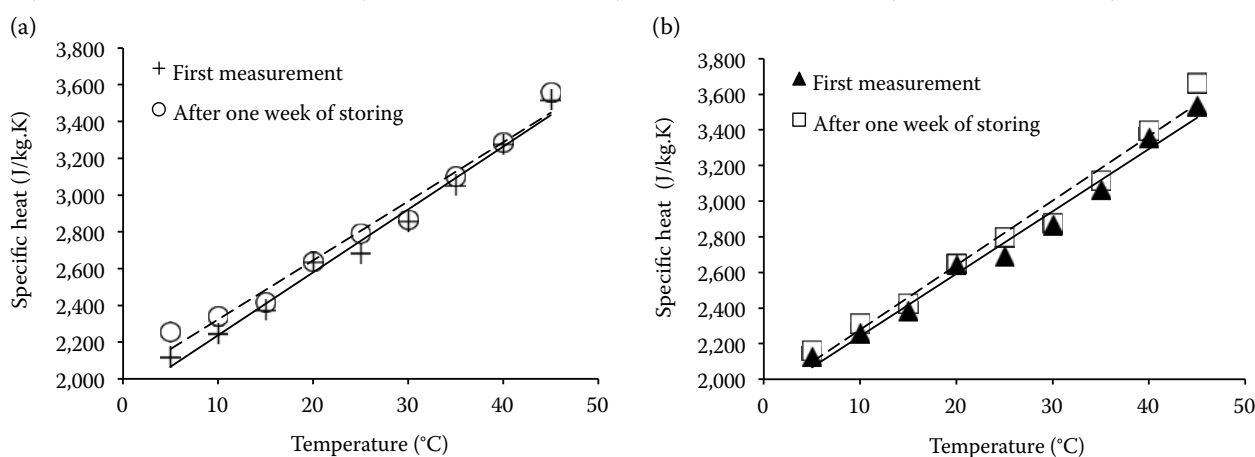 (a)
3,800
3,600
3,400
3,200
3,000
2,800
2,600
2,400
2,200
2,000
Specific heat (J/kg.K)
+ First measurement
○ After one week of storing
0 10 20 30 40 50
Temperature (°C)
(b)
3,800
3,600
3,400
3,200
3,000
2,800
2,600
2,400
2,200
2,000
Specific heat (J/kg.K)
▲ First measurement
□ After one week of storing
0 10 20 30 40 50
Temperature (°C)